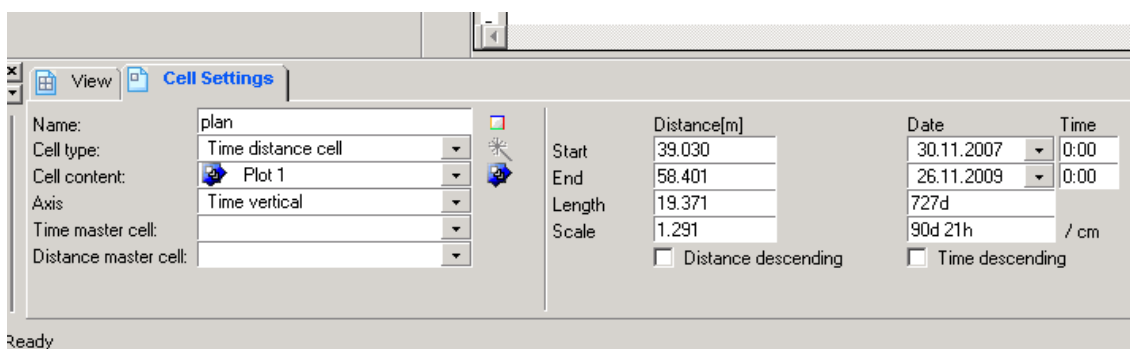 View Cell Settings
Name: plan Distance[m] Date Time
Cell type: Time distance cell Start 39.030 30.11.2007 0:00
Cell content: Plot 1 End 58.401 26.11.2009 0:00
Axis Time vertical Length 19.371 727d
Time master cell: Scale 1.291 90d 21h / cm
Distance master cell: Distance descending Time descending
Ready